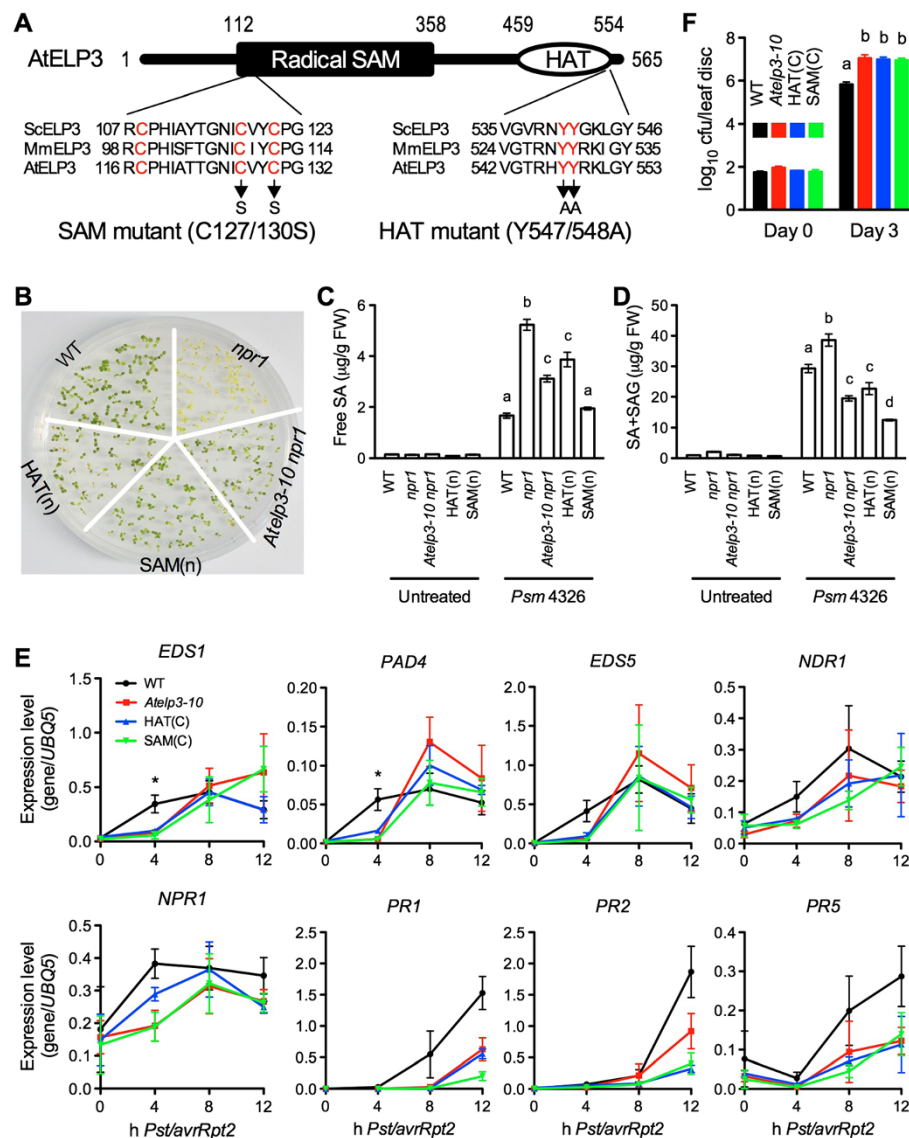 A
112 358 459 554
AtELP3 1 Radical SAM HAT 565
ScELP3 107 RCPHIAYTGNICVYCPG 123
MmELP3 98 RCPHISFTGNICIYCPG 114
AtELP3 116 RCPHIATTGNICVYCPG 132
S S
SAM mutant (C127/130S)
ScELP3 535 VGVRNYYGKLGY 546
MmELP3 524 VGTRNYYRKIGY 535
AtELP3 542 VGTRHYYRKLGY 553
AA
HAT mutant (Y547/548A)
F
log10 cfu/leaf disc
8
6
4
2
0
WT
Atelp3-10
HAT(C)
SAM(C)
a b b b
Day 0 Day 3
B
WT
npr1
HAT(n)
Atelp3-10 npr1
SAM(n)
C
Free SA (µg/g FW)
6
4
2
0
a b c c a
WT npr1 Atelp3-10 npr1 HAT(n) SAM(n) WT npr1 Atelp3-10 npr1 HAT(n) SAM(n)
Untreated Psm 4326
D
SA+SAG (µg/g FW)
50
40
30
20
10
0
a b c c d
WT npr1 Atelp3-10 npr1 HAT(n) SAM(n) WT npr1 Atelp3-10 npr1 HAT(n) SAM(n)
Untreated Psm 4326
E
Expression level
(gene/UBQ5)
EDS1
WT
Atelp3-10
HAT(C)
SAM(C)
*
1.5
1.0
0.5
0.0
0 4 8 12
PAD4
*
0.20
0.15
0.10
0.05
0.00
0 4 8 12
EDS5
2.0
1.5
1.0
0.5
0.0
0 4 8 12
NDR1
0.5
0.4
0.3
0.2
0.1
0.0
0 4 8 12
Expression level
(gene/UBQ5)
NPR1
0.5
0.4
0.3
0.2
0.1
0.0
0 4 8 12
h Pst/avrRpt2
PR1
2.5
2.0
1.5
1.0
0.5
0.0
0 4 8 12
h Pst/avrRpt2
PR2
2.5
2.0
1.5
1.0
0.5
0.0
0 4 8 12
h Pst/avrRpt2
PR5
0.4
0.3
0.2
0.1
0.0
0 4 8 12
h Pst/avrRpt2